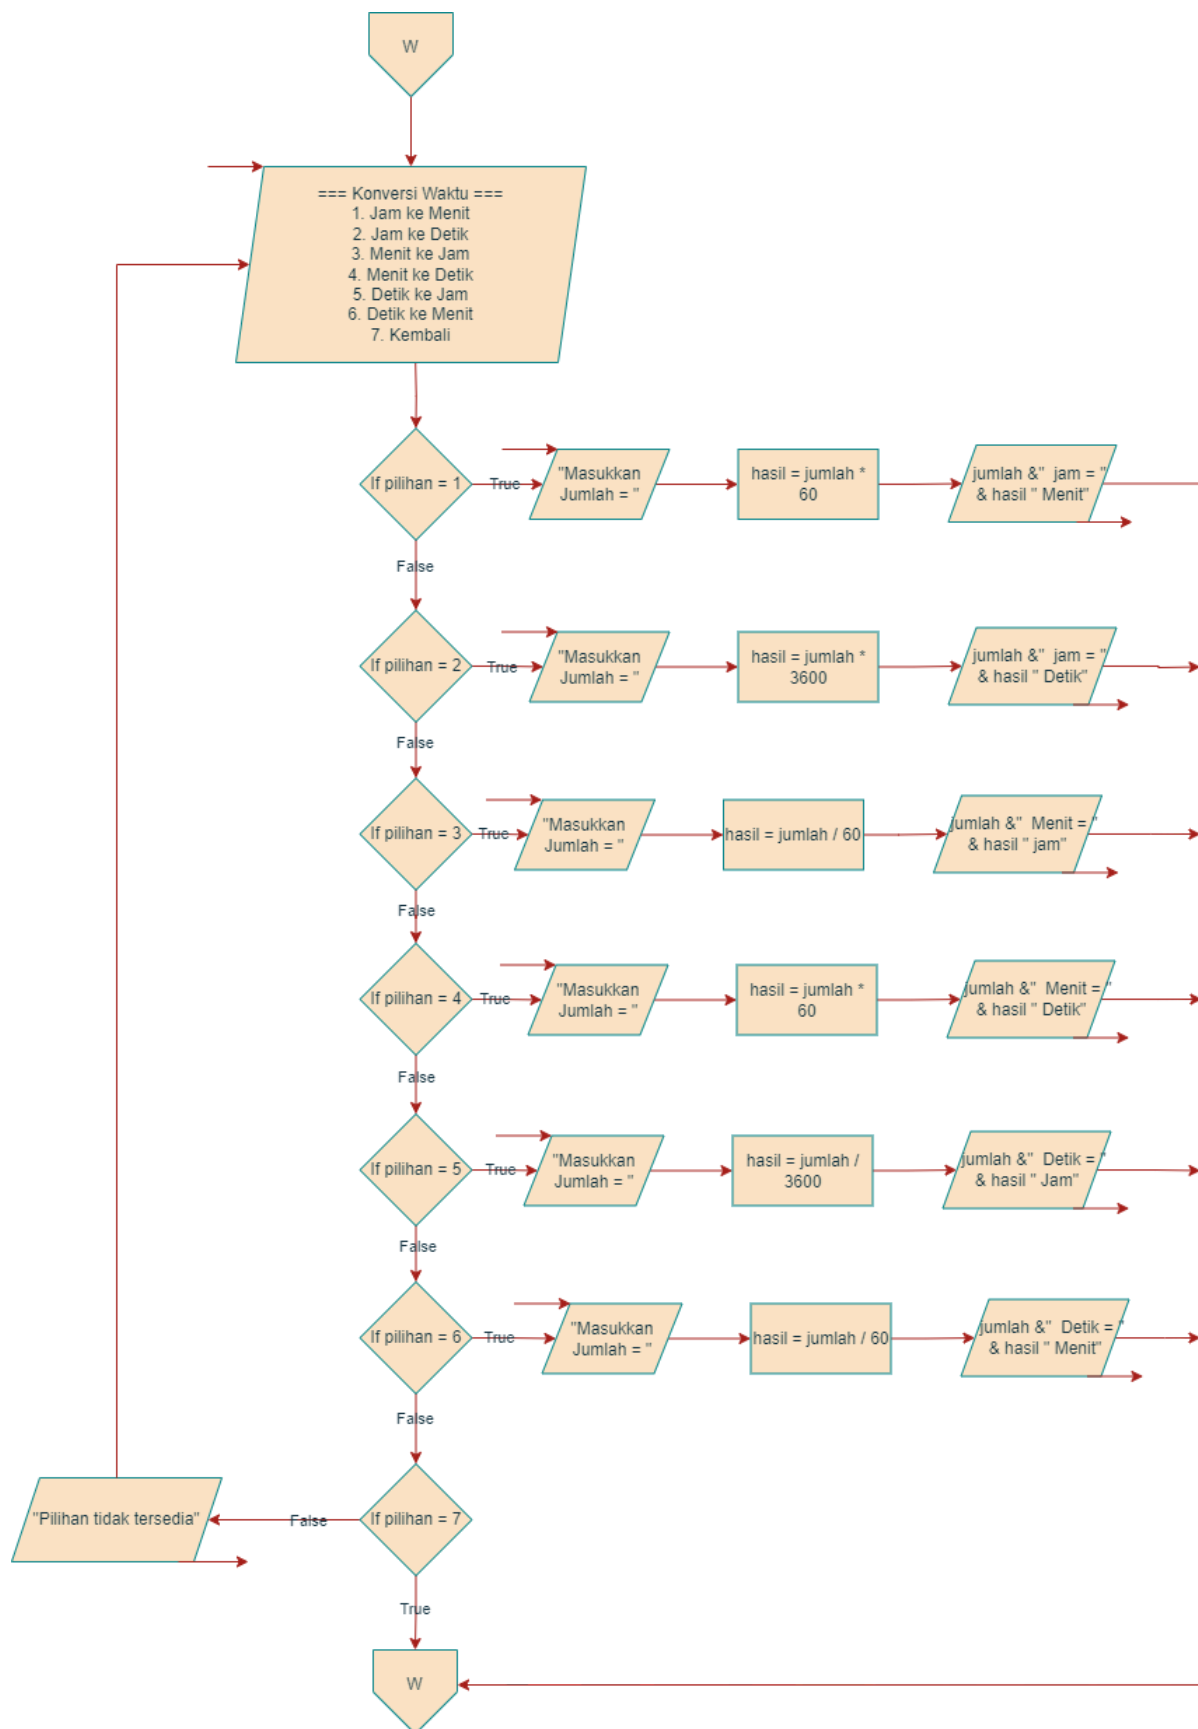 W
=== Konversi Waktu ===
1. Jam ke Menit
2. Jam ke Detik
3. Menit ke Jam
4. Menit ke Detik
5. Detik ke Jam
6. Detik ke Menit
7. Kembali
If pilihan = 1
True
"Masukkan
Jumlah = "
hasil = jumlah *
60
jumlah &"  jam = "
& hasil " Menit"
False
If pilihan = 2
True
"Masukkan
Jumlah = "
hasil = jumlah *
3600
jumlah &"  jam = "
& hasil " Detik"
False
If pilihan = 3
True
"Masukkan
Jumlah = "
hasil = jumlah / 60
jumlah &"  Menit = "
& hasil " jam"
False
If pilihan = 4
True
"Masukkan
Jumlah = "
hasil = jumlah *
60
jumlah &"  Menit = "
& hasil " Detik"
False
If pilihan = 5
True
"Masukkan
Jumlah = "
hasil = jumlah /
3600
jumlah &"  Detik = "
& hasil " Jam"
False
If pilihan = 6
True
"Masukkan
Jumlah = "
hasil = jumlah / 60
jumlah &"  Detik = "
& hasil " Menit"
False
"Pilihan tidak tersedia"
False
If pilihan = 7
True
W